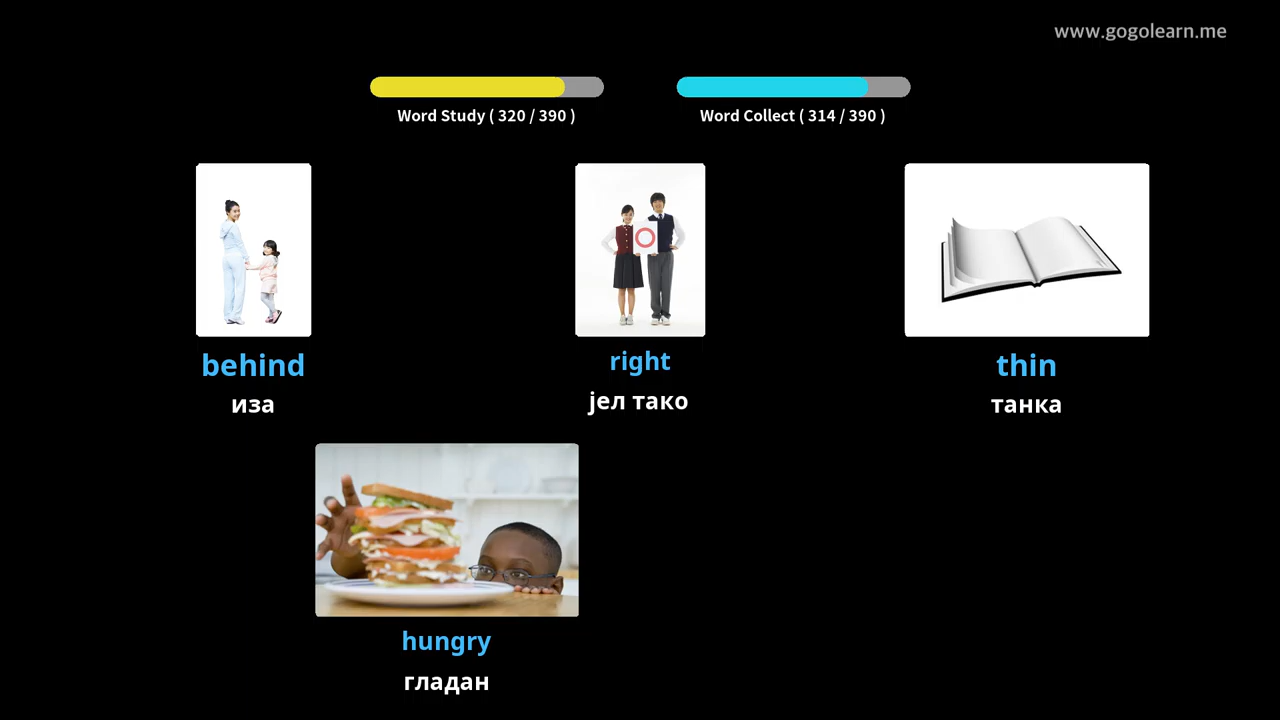 www.gogolearn.me
Word Study ( 320 / 390 )
Word Collect ( 314 / 390 )
behind
иза
right
јел тако
thin
танка
hungry
гладан